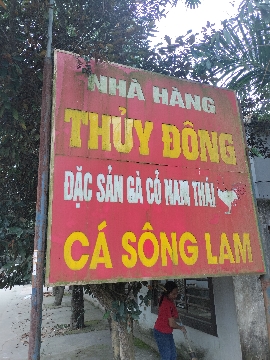 NHÀ HÀNG
THỦY ĐÔNG
ĐẶC SẢN GÀ CỎ NAM THÁI
CÁ SÔNG LAM